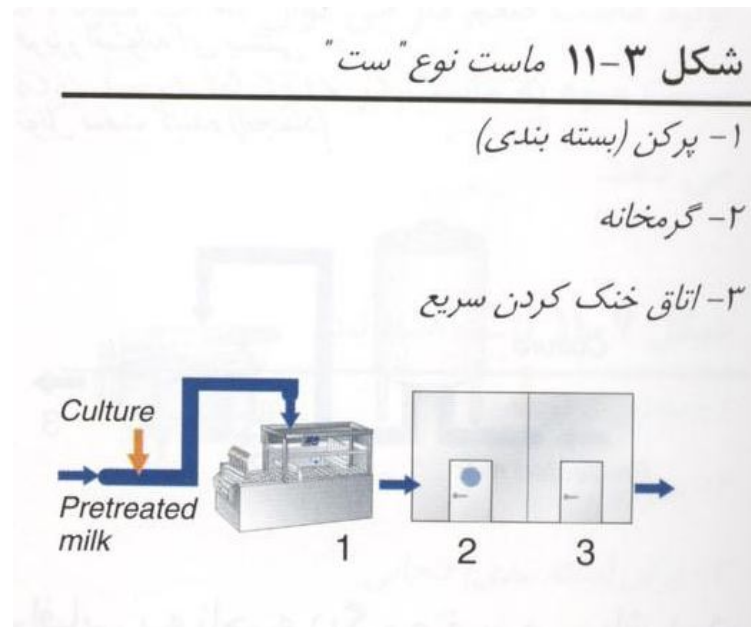 شکل ۳-۱۱ ماست نوع "ست"
۱- پرکن (بسته بندی)
۲- گرمخانه
۳- اتاق خنک کردن سریع
Culture
Pretreated
milk
1
2
3